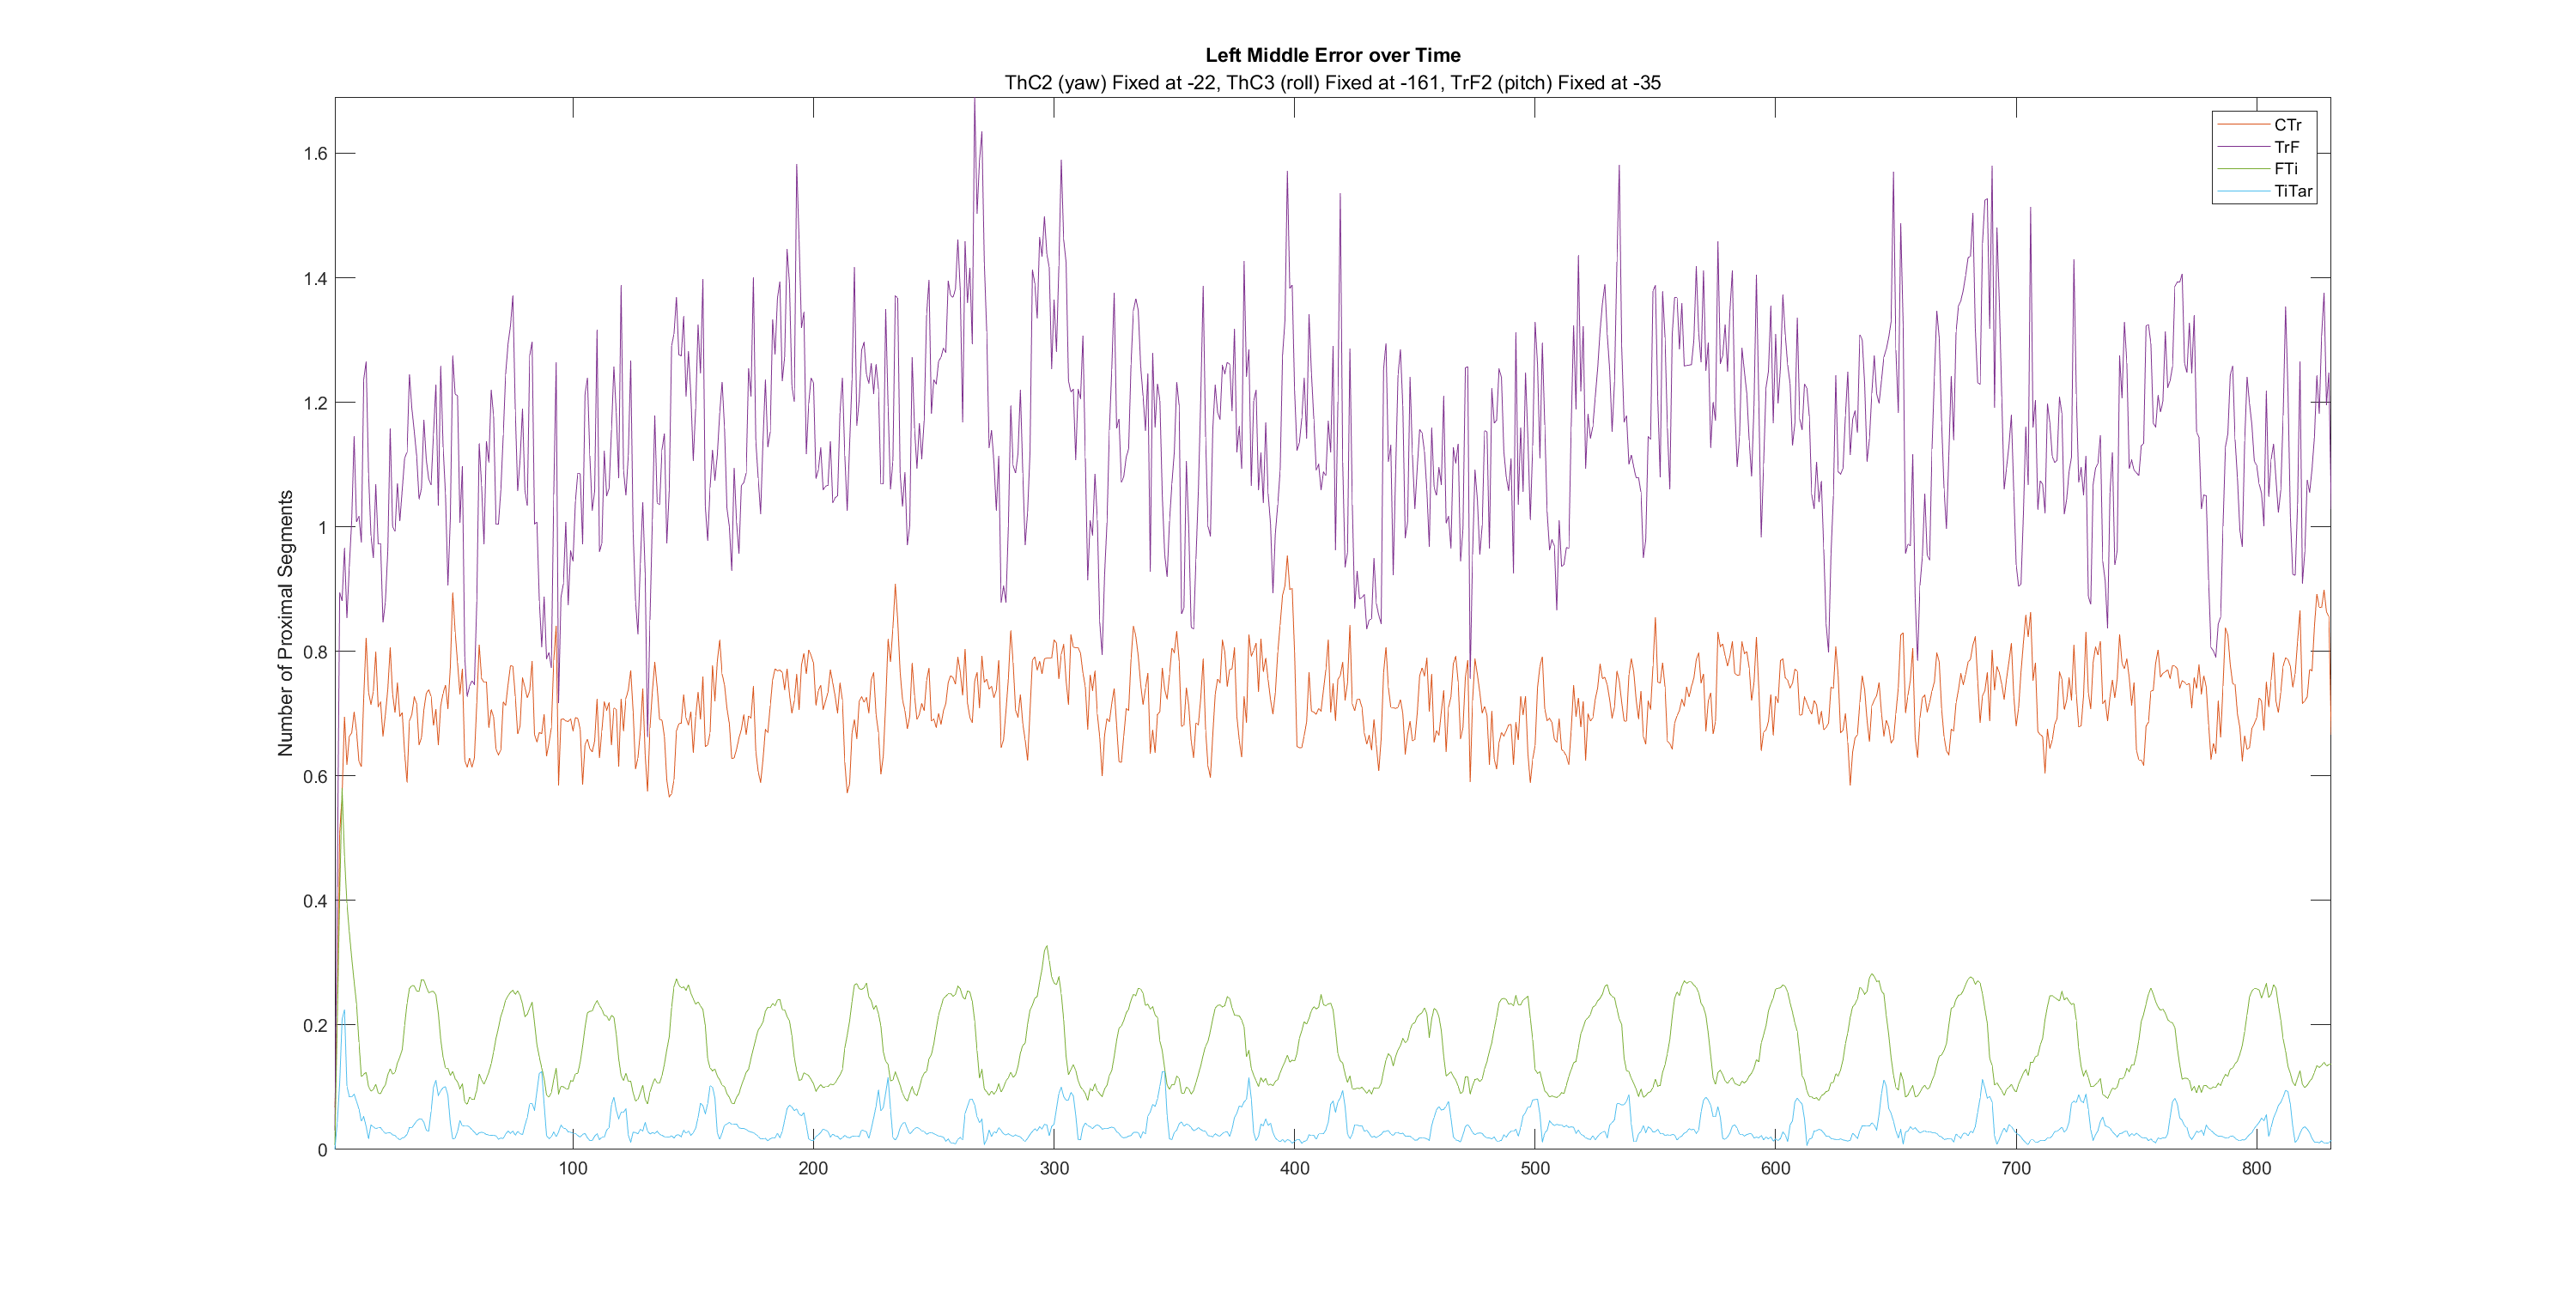 Left Middle Error over Time
ThC2 (yaw) Fixed at -22, ThC3 (roll) Fixed at -161, TrF2 (pitch) Fixed at -35
CTr
TrF
FTi
TiTar
Number of Proximal Segments
1.6
1.4
1.2
1
0.8
0.6
0.4
0.2
0
100 200 300 400 500 600 700 800